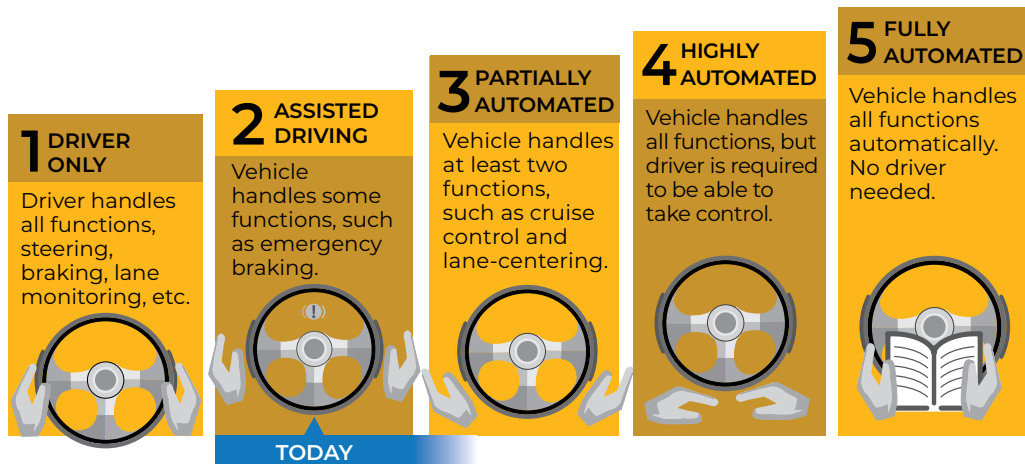 1 DRIVER
ONLY
Driver handles
all functions,
steering,
braking, lane
monitoring, etc.
2 ASSISTED
DRIVING
Vehicle
handles some
functions, such
as emergency
braking.
!
TODAY
3 PARTIALLY
AUTOMATED
Vehicle handles
at least two
functions,
such as cruise
control and
lane-centering.
4 HIGHLY
AUTOMATED
Vehicle handles
all functions, but
driver is required
to be able to
take control.
5 FULLY
AUTOMATED
Vehicle handles
all functions
automatically.
No driver
needed.